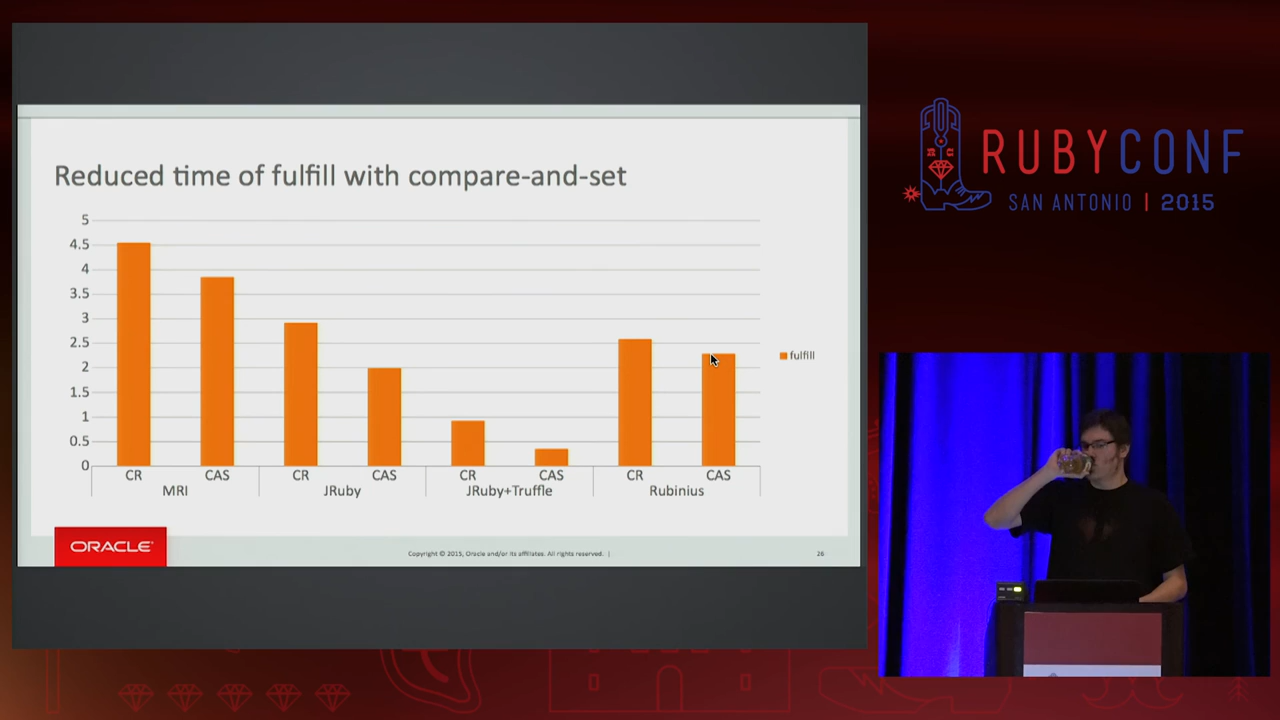 Reduced time of fulfill with compare-and-set
5
4.5
4
3.5
3
2.5
2
1.5
1
0.5
0
CR CAS CR CAS CR CAS CR CAS
MRI JRuby JRuby+Truffle Rubinius
fulfill
ORACLE®
Copyright © 2015, Oracle and/or its affiliates. All rights reserved. |
26
RUBYCONF
SAN ANTONIO | 2015